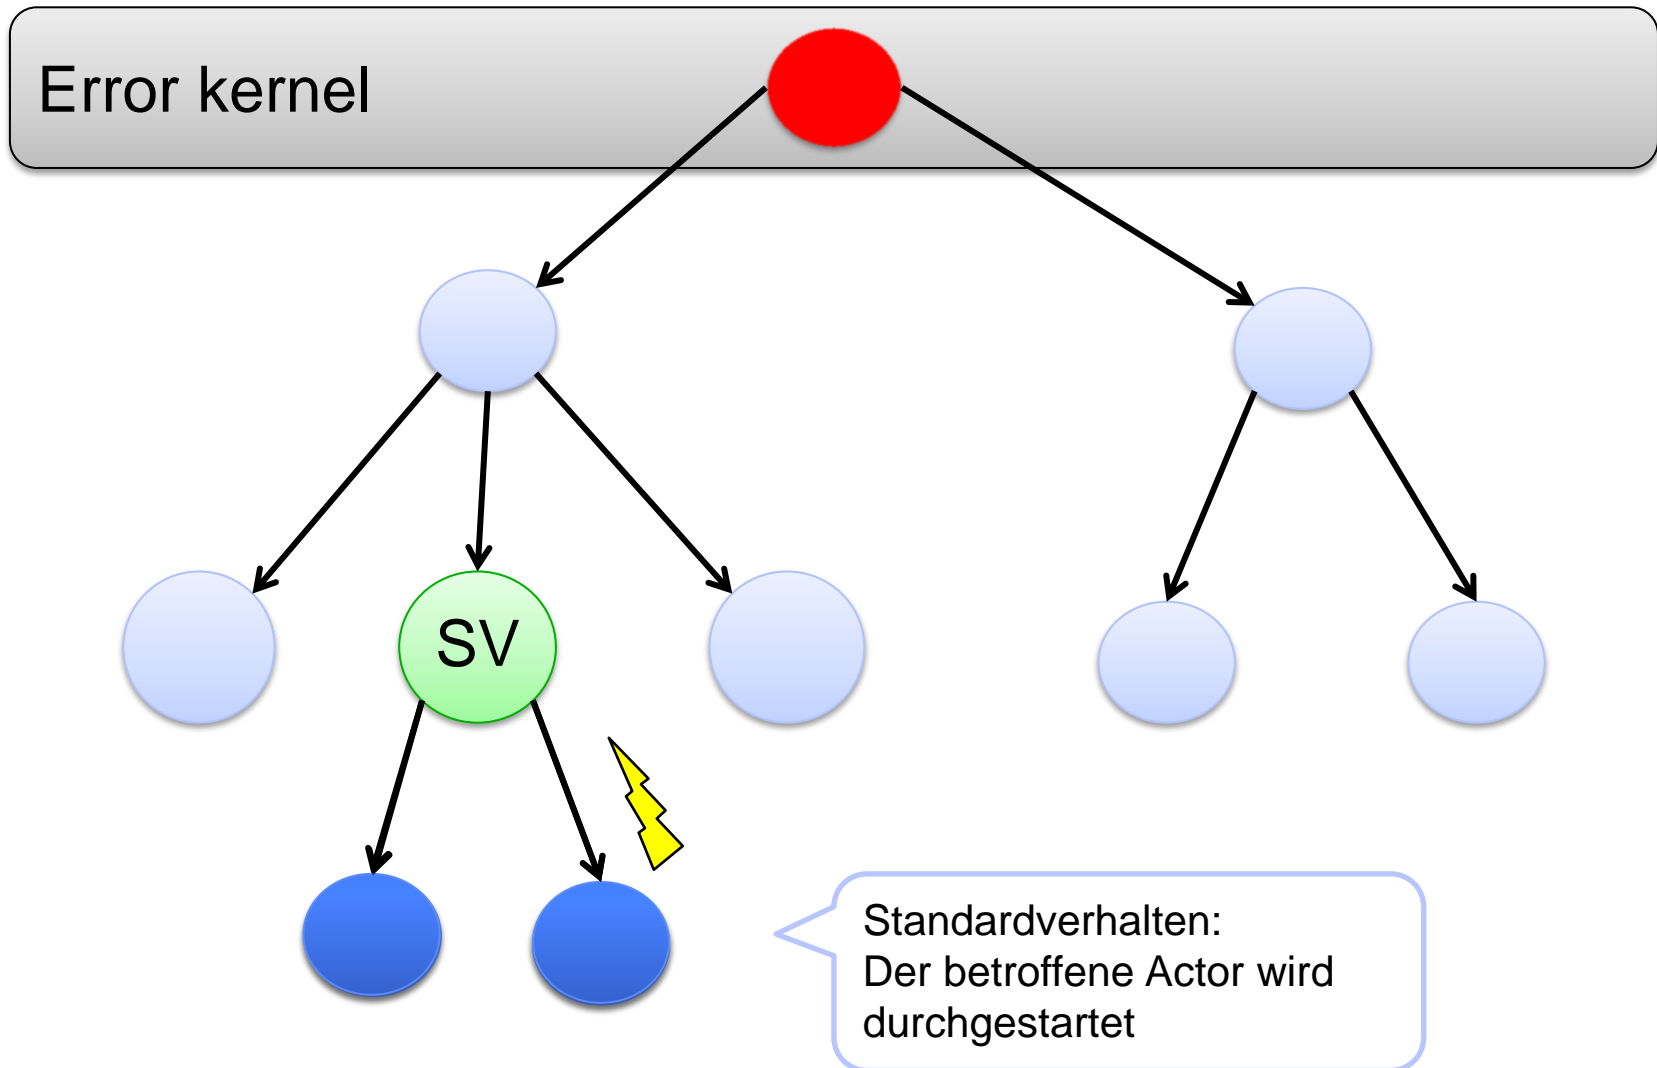 Error kernel
SV
Standardverhalten:
Der betroffene Actor wird
durchgestartet